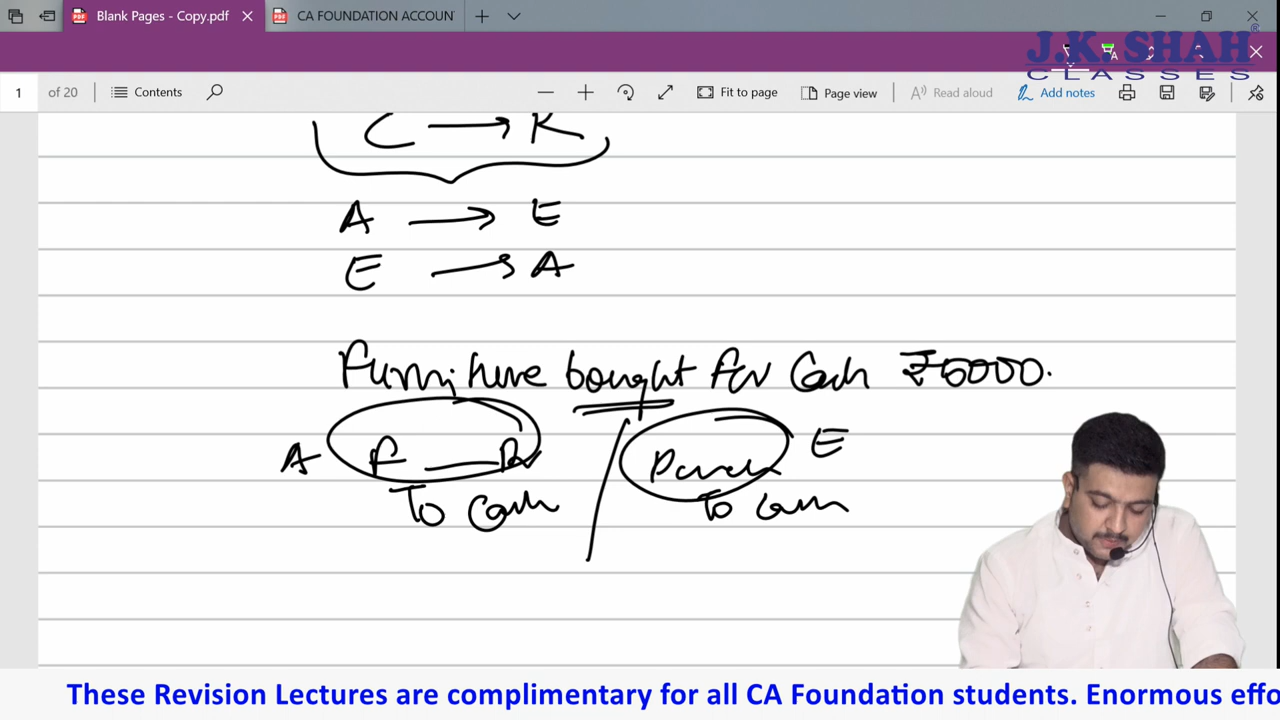 Blank Pages - Copy.pdf
CA FOUNDATION ACCOUN
J.K. SHAH®
CLASSES
1 of 20 Contents Fit to page Page view Read aloud Add notes
C → R
A → E
E → A
Furniture bought for Cash ₹5000.
A F — Dr
To Cash
E
To Cash
These Revision Lectures are complimentary for all CA Foundation students. Enormous effo